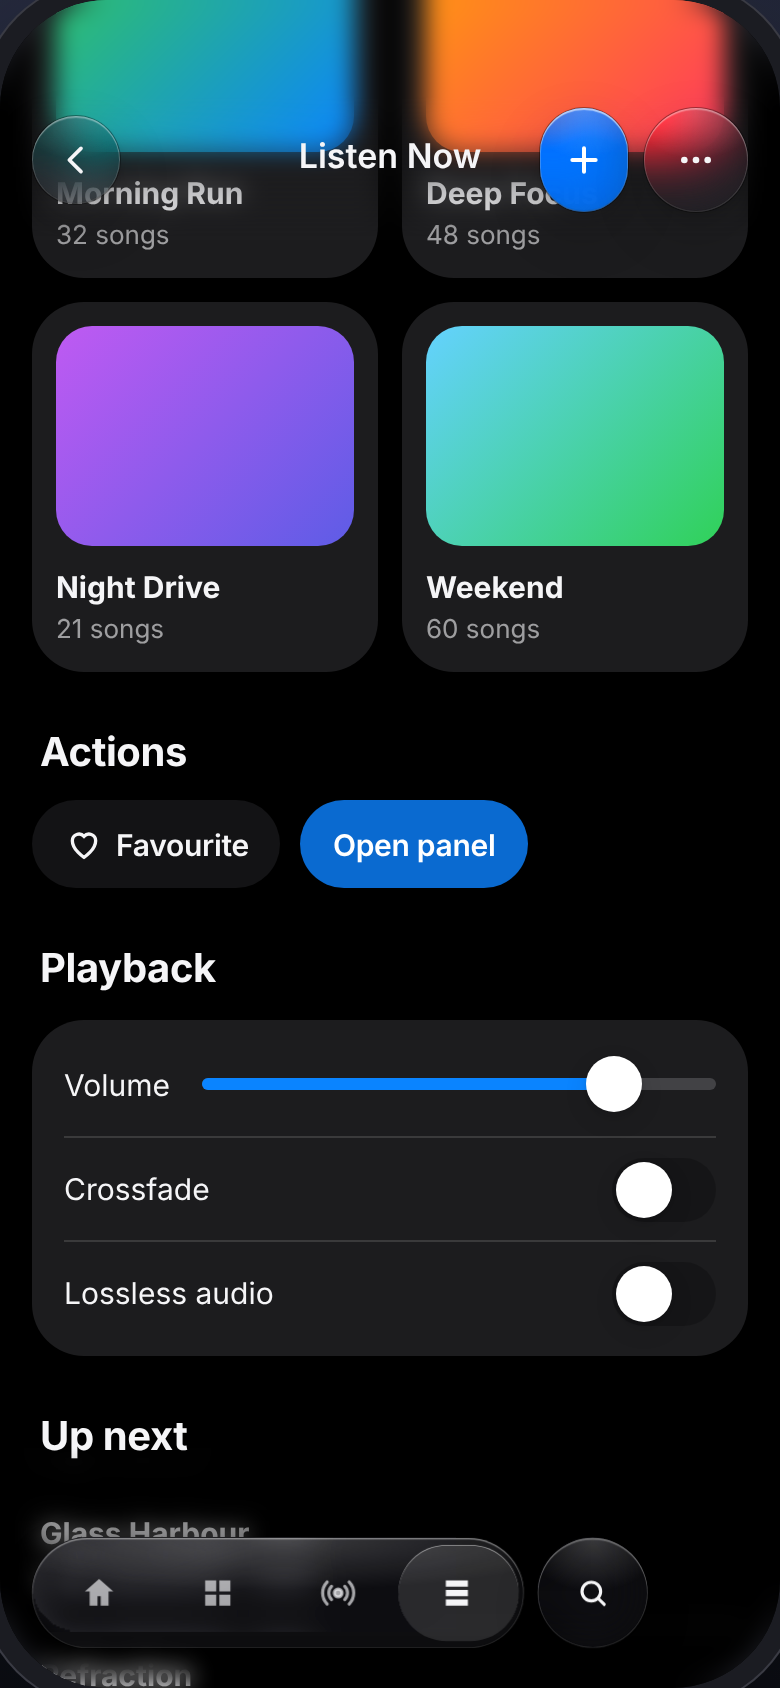 Listen Now
Morning Run
Deep
32 songs
48 songs
Night Drive
Weekend
21 songs
60 songs
Actions
Favourite
Open panel
Playback
Volume
Crossfade
Lossless audio
Up next
Glass Harbour
Refraction